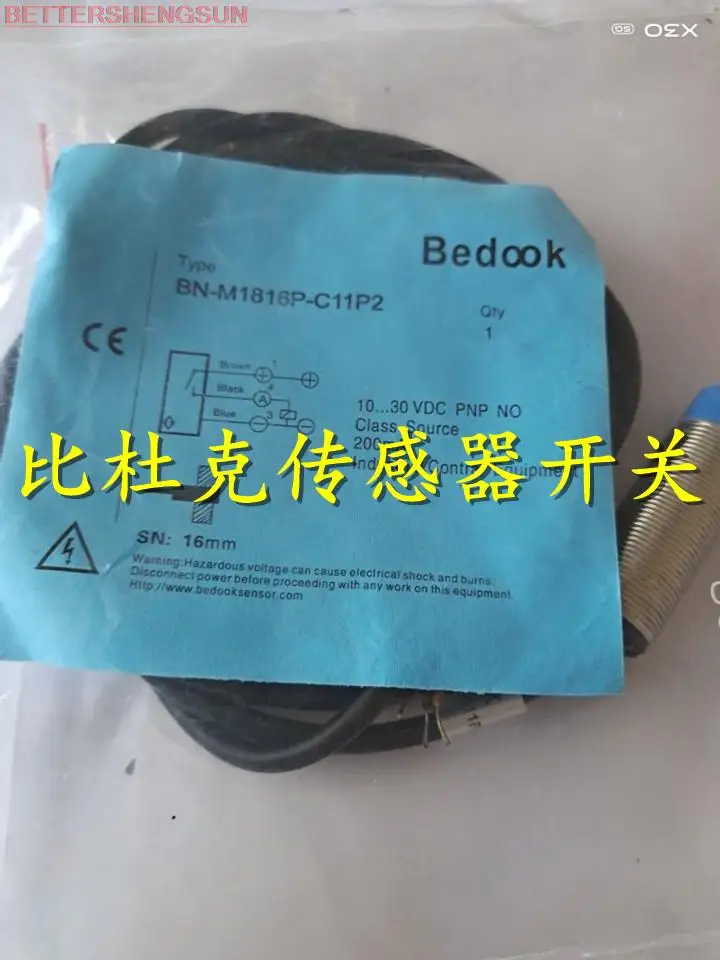 BETTERSHENGSUN
X30 5G
Bedook
Type
BN-M1816P-C11P2
Qty
1
CE
Brown 1
Black 4
A
Blue 3
10...30 VDC PNP NO
Class Source
比杜克传感器开关
SN: 16mm
Warning:Hazardous voltage can cause electrical shock and burns.
Disconnect power before proceeding with any work on this equipment.
Http://www.bedooksensor.com